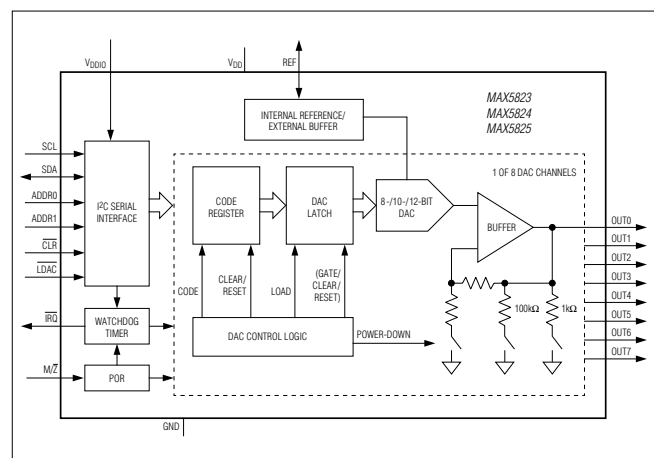 VDDIO
VDD
REF
MAX5823
MAX5824
MAX5825
INTERNAL REFERENCE/
EXTERNAL BUFFER
SCL
SDA
ADDR0
ADDR1
CLR
LDAC
IRQ
M/Z
I2C SERIAL
INTERFACE
WATCHDOG
TIMER
POR
1 OF 8 DAC CHANNELS
CODE
REGISTER
DAC
LATCH
8-/10-/12-BIT
DAC
BUFFER
CODE
CLEAR/
RESET
LOAD
(GATE/
CLEAR/
RESET)
DAC CONTROL LOGIC
POWER-DOWN
100kΩ
1kΩ
OUT0
OUT1
OUT2
OUT3
OUT4
OUT5
OUT6
OUT7
GND